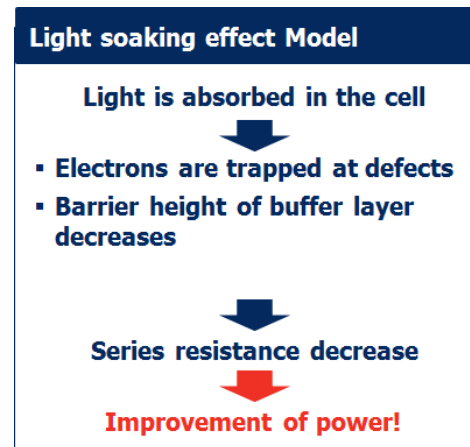 Light soaking effect Model
Light is absorbed in the cell
▪ Electrons are trapped at defects
▪ Barrier height of buffer layer
decreases
Series resistance decrease
Improvement of power!